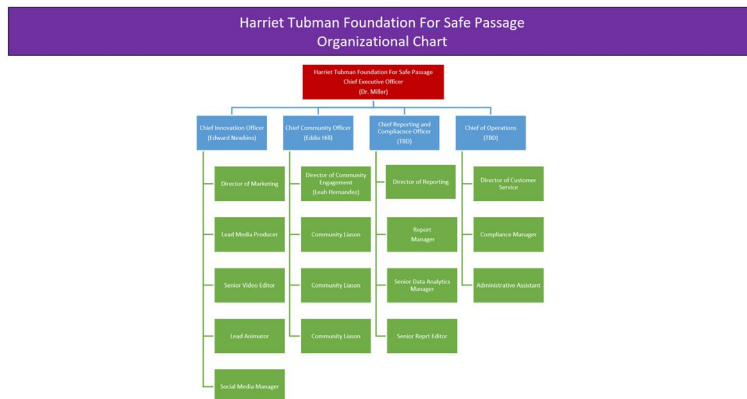 Harriet Tubman Foundation For Safe Passage
Organizational Chart
Harriet Tubman Foundation For Safe Passage
Chief Executive Officer
(Dr. Miller)
Chief Innovation Officer
(Edward Newkins)
Chief Community Officer
(Eddie Hill)
Chief Reporting and
Compliacnce Officer
(TBD)
Chief of Operations
(TBD)
Director of Marketing
Lead Media Producer
Senior Video Editor
Lead Animator
Social Media Manager
Director of Community
Engagement
(Leah Hernandez)
Community Liason
Community Liason
Community Liason
Director of Reporting
Report
Manager
Senior Data Analytics
Manager
Senior Reprt Editor
Director of Customer
Service
Compliance Manager
Administrative Assistant